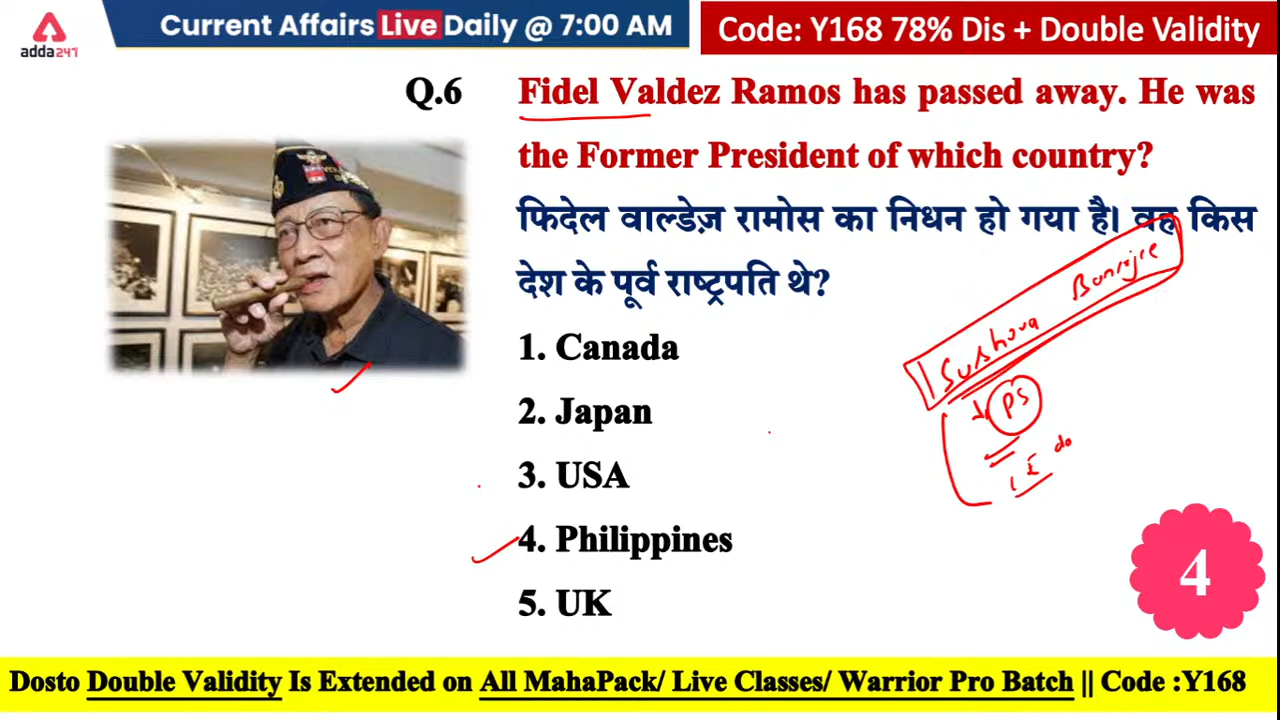 Current Affairs Live Daily @ 7:00 AM
Code: Y168 78% Dis + Double Validity
adda247
Q.6
Fidel Valdez Ramos has passed away. He was
the Former President of which country?
फिदेल वाल्डेज़ रामोस का निधन हो गया है। वह किस
देश के पूर्व राष्ट्रपति थे?
1. Canada
2. Japan
3. USA
4. Philippines
5. UK
Sushova Banrjee
PS
4
Dosto Double Validity Is Extended on All MahaPack/ Live Classes/ Warrior Pro Batch || Code :Y168